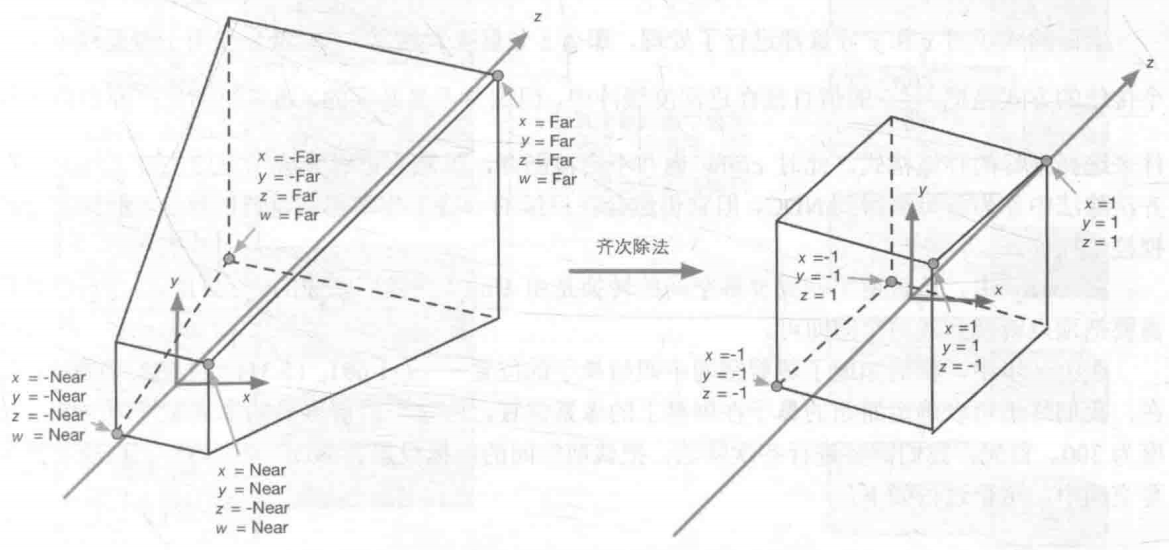 z
x = Far
y = Far
z = Far
w = Far
x = -Far
y = -Far
z = Far
w = Far
y
x
x = -Near
y = -Near
z = -Near
w = Near
x = Near
y = Near
z = -Near
w = Near
齐次除法
z
y
x = 1
y = 1
z = 1
x =-1
y =-1
z = 1
x =1
y = 1
z =-1
x =-1
y =-1
z =-1